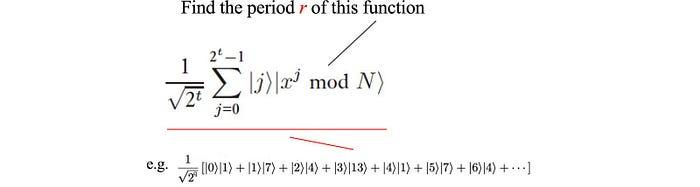 Find the period r of this function
1/√2^t ∑_{j=0}^{2^t−1} |j⟩|x^j mod N⟩
e.g. 1/√2^t [|0⟩|1⟩ + |1⟩|7⟩ + |2⟩|4⟩ + |3⟩|13⟩ + |4⟩|1⟩ + |5⟩|7⟩ + |6⟩|4⟩ + ⋯]